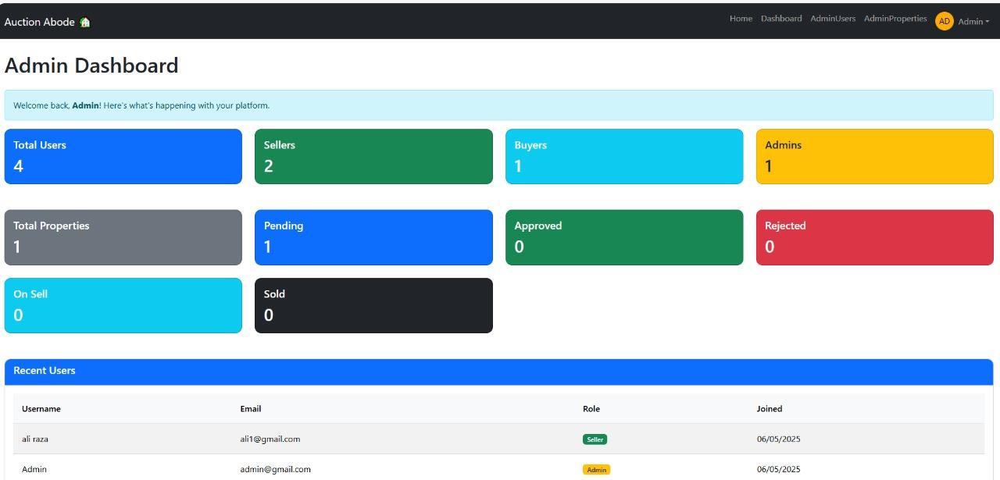 Auction Abode 🏠
Home Dashboard AdminUsers AdminProperties AD Admin
Admin Dashboard
Welcome back, Admin! Here's what's happening with your platform.
Total Users Sellers Buyers Admins
4 2 1 1
Total Properties Pending Approved Rejected
1 1 0 0
On Sell Sold
0 0
Recent Users
Username Email Role Joined
ali raza ali1@gmail.com Seller 06/05/2025
Admin admin@gmail.com Admin 06/05/2025